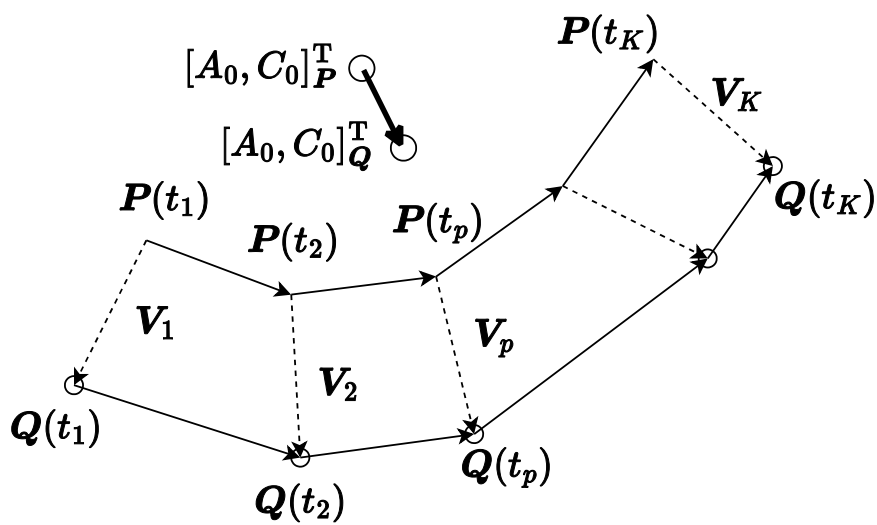 P(t_K)
[A_0, C_0]^T_P
V_K
[A_0, C_0]^T_Q
P(t_1)
Q(t_K)
P(t_2)
P(t_p)
V_1
V_p
V_2
Q(t_1)
Q(t_p)
Q(t_2)